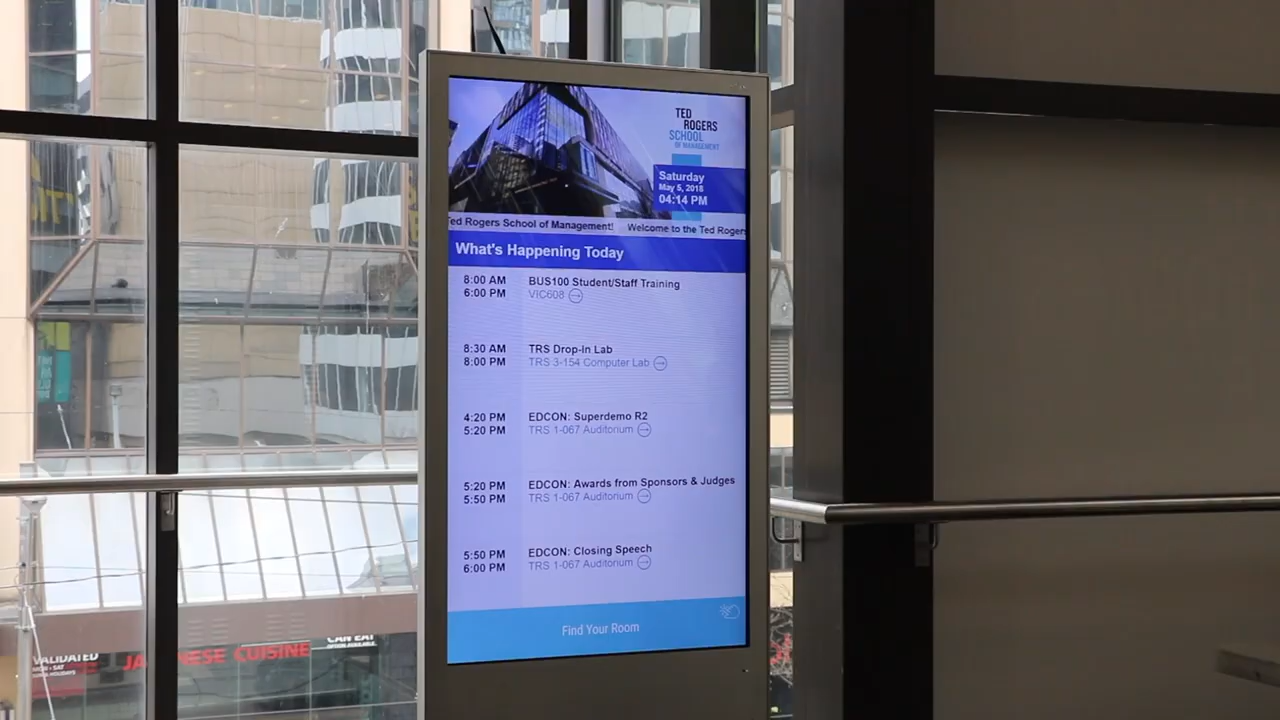 TED
ROGERS
SCHOOL
OF MANAGEMENT
Saturday
May 5, 2018
04:14 PM
Ted Rogers School of Management! Welcome to the Ted Rogers
What's Happening Today
8:00 AM BUS100 Student/Staff Training
6:00 PM VIC608
8:30 AM TRS Drop-In Lab
8:00 PM TRS 3-154 Computer Lab
4:20 PM EDCON: Superdemo R2
5:20 PM TRS 1-067 Auditorium
5:20 PM EDCON: Awards from Sponsors & Judges
5:50 PM TRS 1-067 Auditorium
5:50 PM EDCON: Closing Speech
6:00 PM TRS 1-067 Auditorium
Find Your Room
VALIDATED
JAPANESE CUISINE
CAN EAT